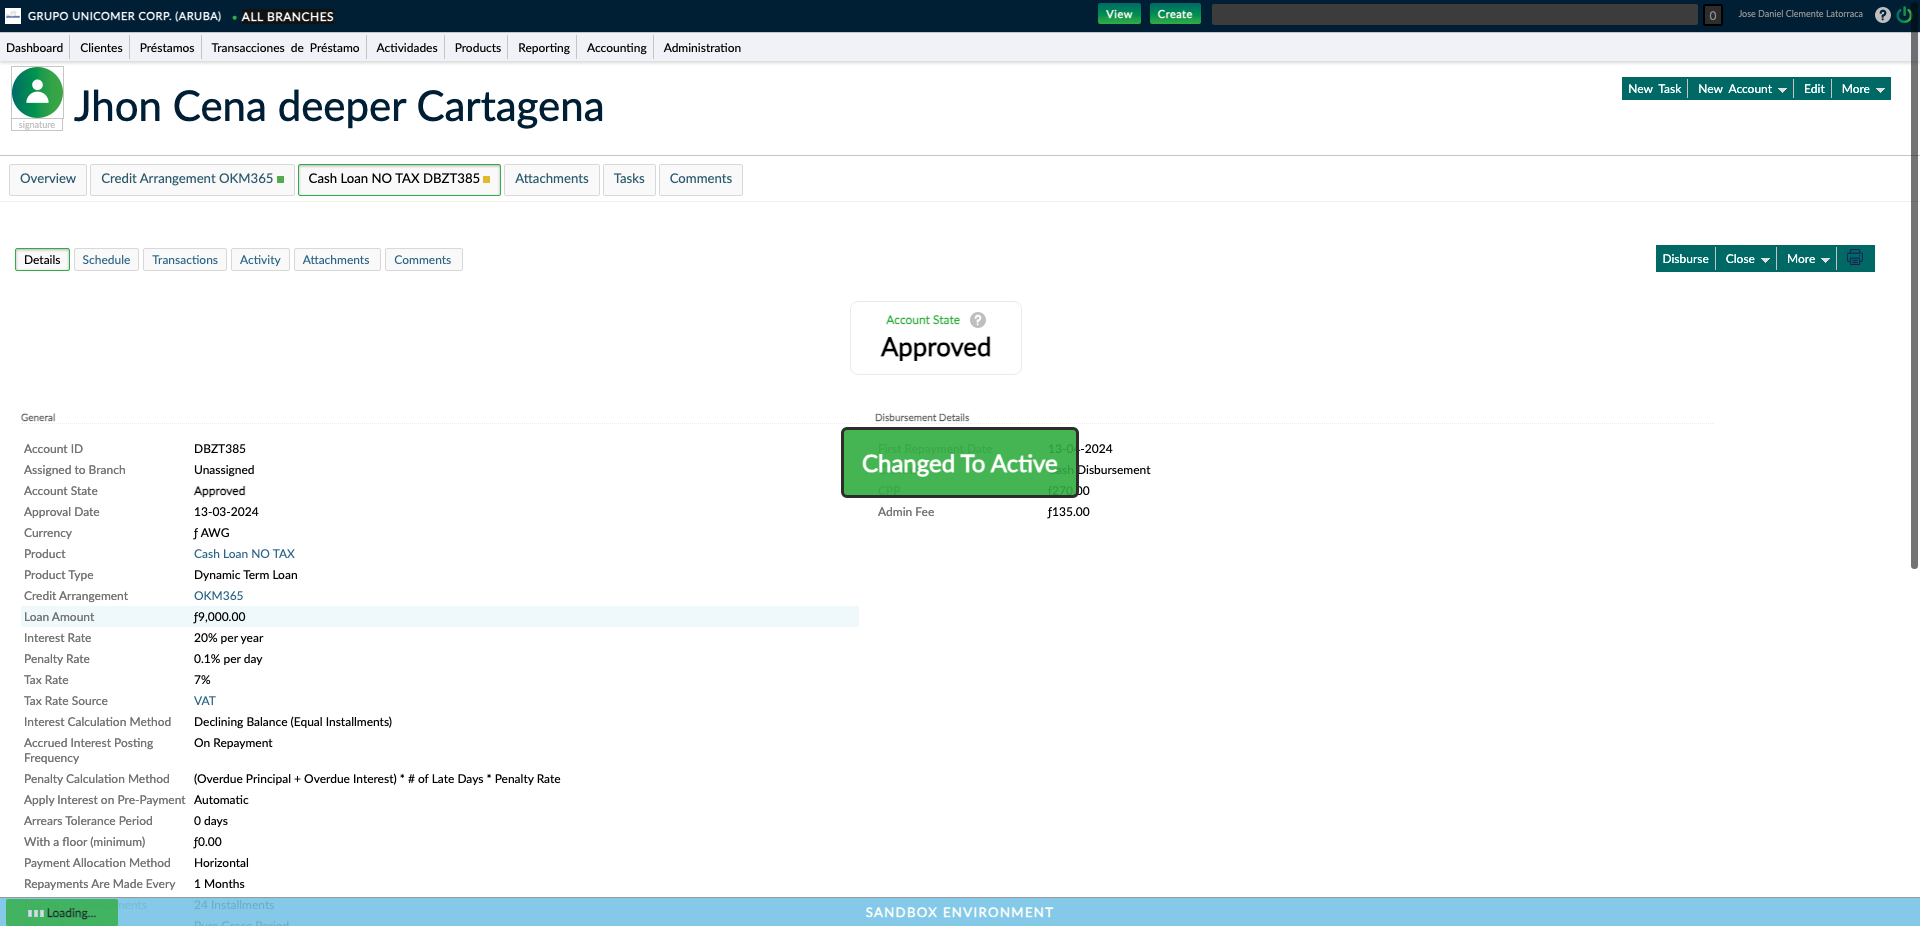 GRUPO UNICOMER CORP. (ARUBA) • ALL BRANCHES View Create 0 Jose Daniel Clemente Latorraca ?
Dashboard Clientes Préstamos Transacciones de Préstamo Actividades Products Reporting Accounting Administration
signature
Jhon Cena deeper Cartagena
New Task New Account Edit More
Overview Credit Arrangement OKM365 Cash Loan NO TAX DBZT385 Attachments Tasks Comments
Details Schedule Transactions Activity Attachments Comments
Disburse Close More
Account State ?
Approved
General
Account ID DBZT385
Assigned to Branch Unassigned
Account State Approved
Approval Date 13-03-2024
Currency ƒ AWG
Product Cash Loan NO TAX
Product Type Dynamic Term Loan
Credit Arrangement OKM365
Loan Amount ƒ9,000.00
Interest Rate 20% per year
Penalty Rate 0.1% per day
Tax Rate 7%
Tax Rate Source VAT
Interest Calculation Method Declining Balance (Equal Installments)
Accrued Interest Posting Frequency On Repayment
Penalty Calculation Method (Overdue Principal + Overdue Interest) * # of Late Days * Penalty Rate
Apply Interest on Pre-Payment Automatic
Arrears Tolerance Period 0 days
With a floor (minimum) ƒ0.00
Payment Allocation Method Horizontal
Repayments Are Made Every 1 Months
24 Installments
Disbursement Details
First Repayment Date 13-04-2024
Disbursement
CPP ƒ270.00
Admin Fee ƒ135.00
Changed To Active
Loading...
SANDBOX ENVIRONMENT